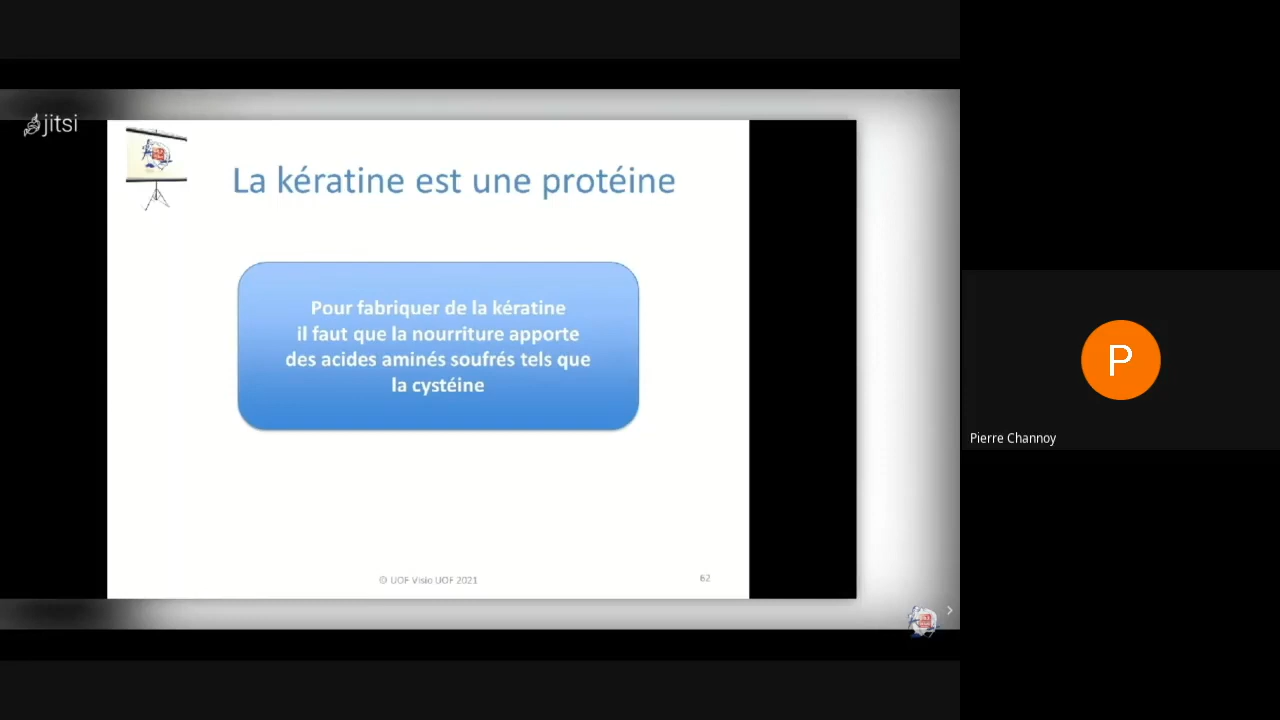 jitsi
La kératine est une protéine
Pour fabriquer de la kératine
il faut que la nourriture apporte
des acides aminés soufrés tels que
la cystéine
© UOF Visio UOF 2021
62
P
Pierre Channoy